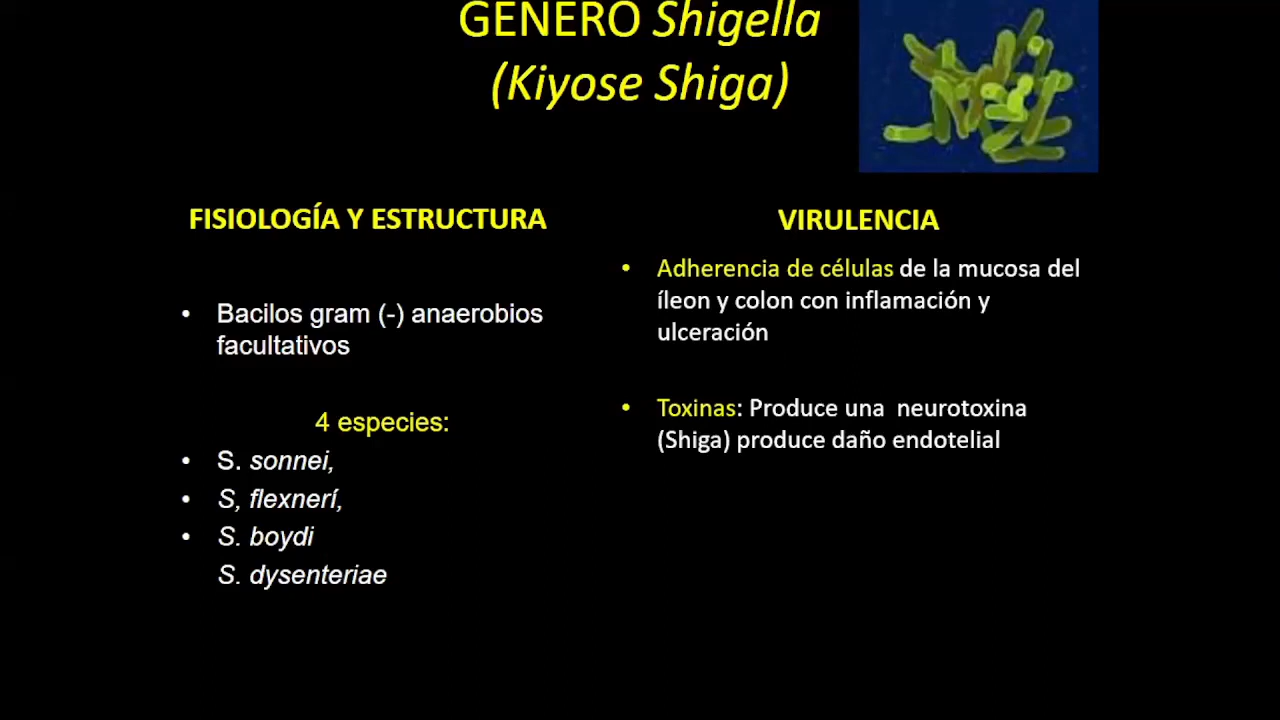 GENERO Shigella
(Kiyose Shiga)
FISIOLOGÍA Y ESTRUCTURA
• Bacilos gram (-) anaerobios
facultativos
4 especies:
• S. sonnei,
• S, flexnerí,
• S. boydi
S. dysenteriae
VIRULENCIA
• Adherencia de células de la mucosa del
íleon y colon con inflamación y
ulceración
• Toxinas: Produce una neurotoxina
(Shiga) produce daño endotelial